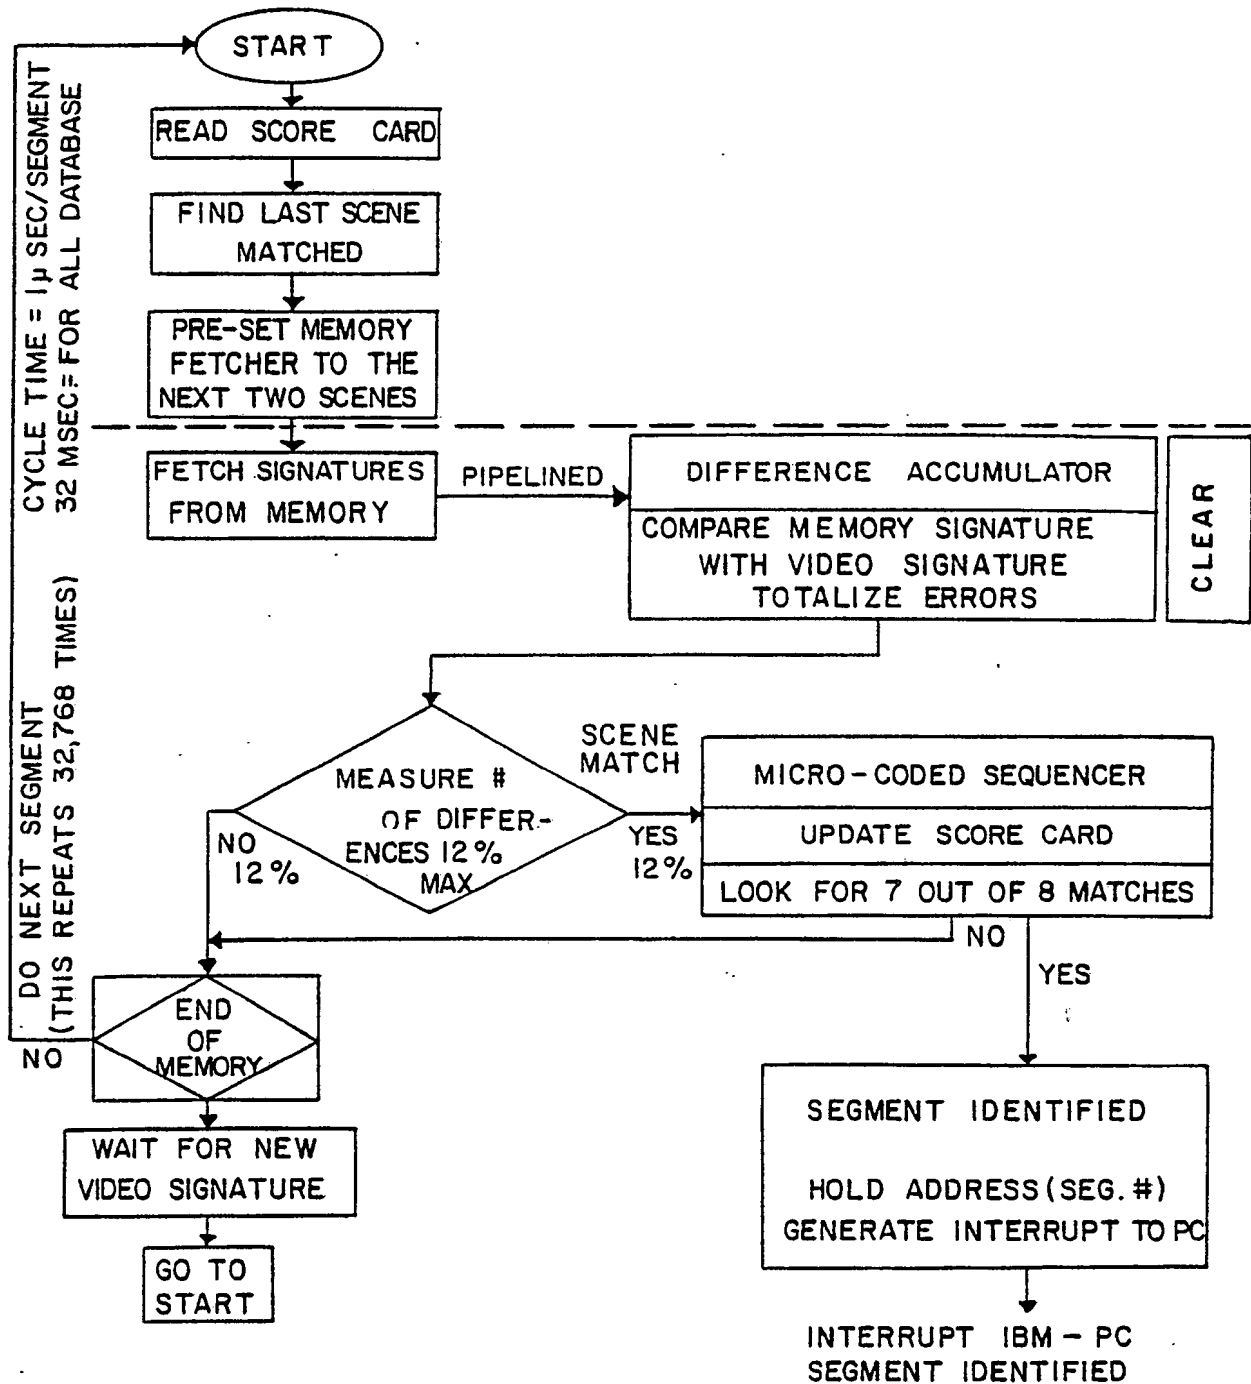 START
READ SCORE CARD
FIND LAST SCENE
MATCHED
PRE-SET MEMORY
FETCHER TO THE
NEXT TWO SCENES
CYCLE TIME = 1µSEC/SEGMENT
32 MSEC = FOR ALL DATABASE
FETCH SIGNATURES
FROM MEMORY
PIPELINED
DIFFERENCE ACCUMULATOR
COMPARE MEMORY SIGNATURE
WITH VIDEO SIGNATURE
TOTALIZE ERRORS
CLEAR
DO NEXT SEGMENT
(THIS REPEATS 32,768 TIMES)
MEASURE #
OF DIFFER-
ENCES 12%
MAX
SCENE
MATCH
YES
12%
NO
12%
MICRO-CODED SEQUENCER
UPDATE SCORE CARD
LOOK FOR 7 OUT OF 8 MATCHES
NO
YES
END
OF
MEMORY
NO
WAIT FOR NEW
VIDEO SIGNATURE
GO TO
START
SEGMENT IDENTIFIED
HOLD ADDRESS (SEG. #)
GENERATE INTERRUPT TO PC
INTERRUPT IBM - PC
SEGMENT IDENTIFIED